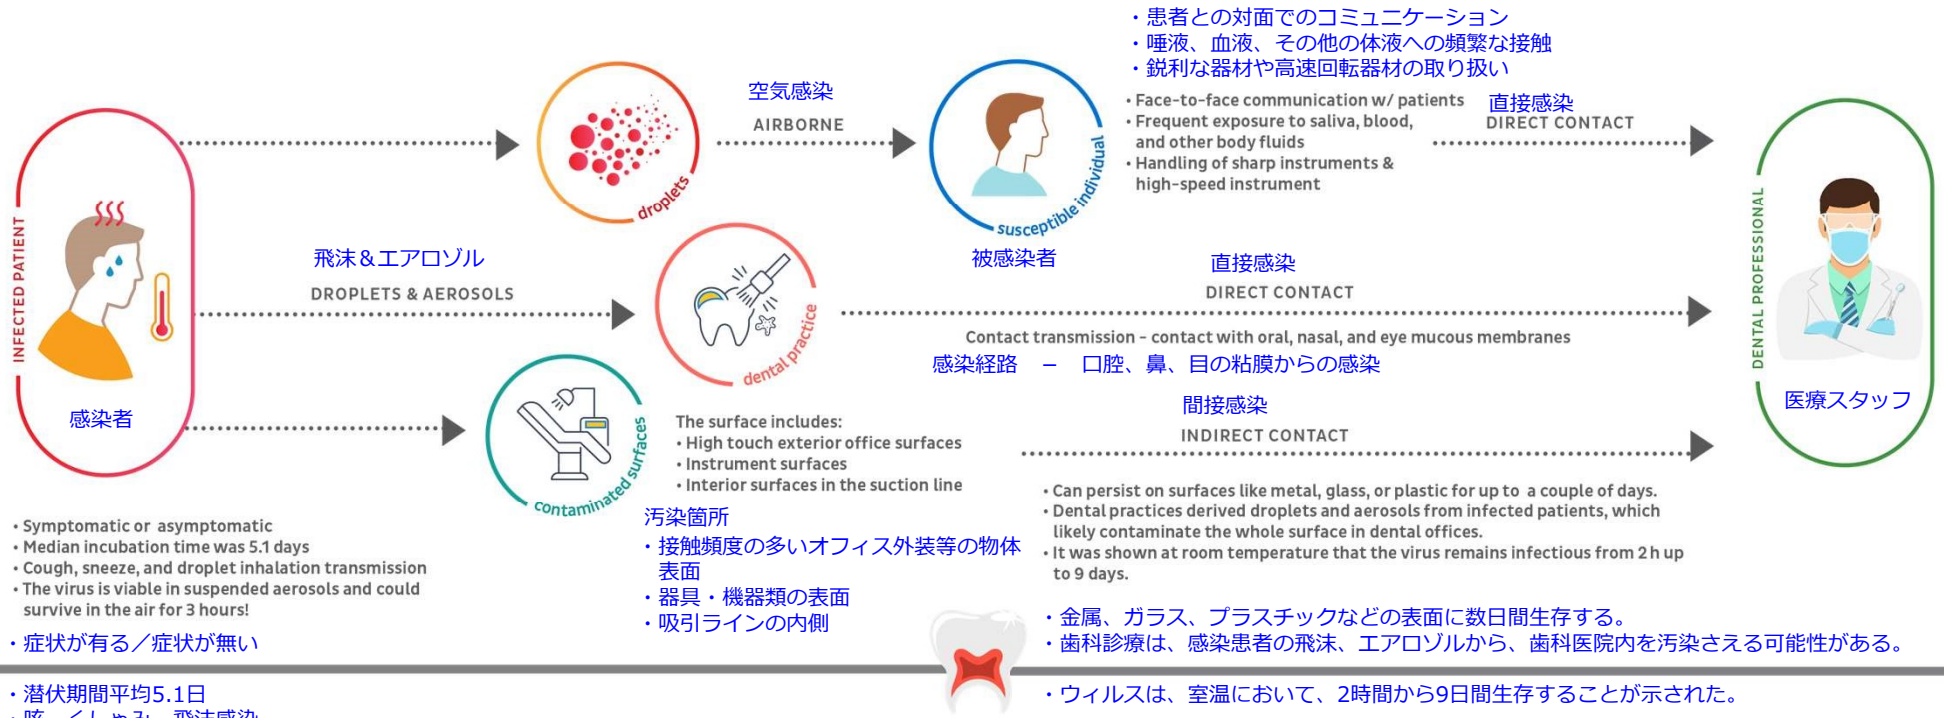 ・患者との対面でのコミュニケーション
・唾液、血液、その他の体液への頻繁な接触
・鋭利な器材や高速回転器材の取り扱い
空気感染
AIRBORNE
• Face-to-face communication w/ patients
• Frequent exposure to saliva, blood,
and other body fluids
• Handling of sharp instruments &
high-speed instrument
直接感染
DIRECT CONTACT
droplets
susceptible individual
被感染者
INFECTED PATIENT
感染者
飛沫＆エアロゾル
DROPLETS & AEROSOLS
dental practice
直接感染
DIRECT CONTACT
Contact transmission - contact with oral, nasal, and eye mucous membranes
感染経路 － 口腔、鼻、目の粘膜からの感染
DENTAL PROFESSIONAL
医療スタッフ
contaminated surfaces
The surface includes:
• High touch exterior office surfaces
• Instrument surfaces
• Interior surfaces in the suction line
間接感染
INDIRECT CONTACT
汚染箇所
・接触頻度の多いオフィス外装等の物体
表面
・器具・機器類の表面
・吸引ラインの内側
• Can persist on surfaces like metal, glass, or plastic for up to a couple of days.
• Dental practices derived droplets and aerosols from infected patients, which
likely contaminate the whole surface in dental offices.
• It was shown at room temperature that the virus remains infectious from 2 h up
to 9 days.
• Symptomatic or asymptomatic
• Median incubation time was 5.1 days
• Cough, sneeze, and droplet inhalation transmission
• The virus is viable in suspended aerosols and could
survive in the air for 3 hours!
・症状が有る／症状が無い
・金属、ガラス、プラスチックなどの表面に数日間生存する。
・歯科診療は、感染患者の飛沫、エアロゾルから、歯科医院内を汚染さえる可能性がある。
・潜伏期間平均5.1日
・ウィルスは、室温において、2時間から9日間生存することが示された。